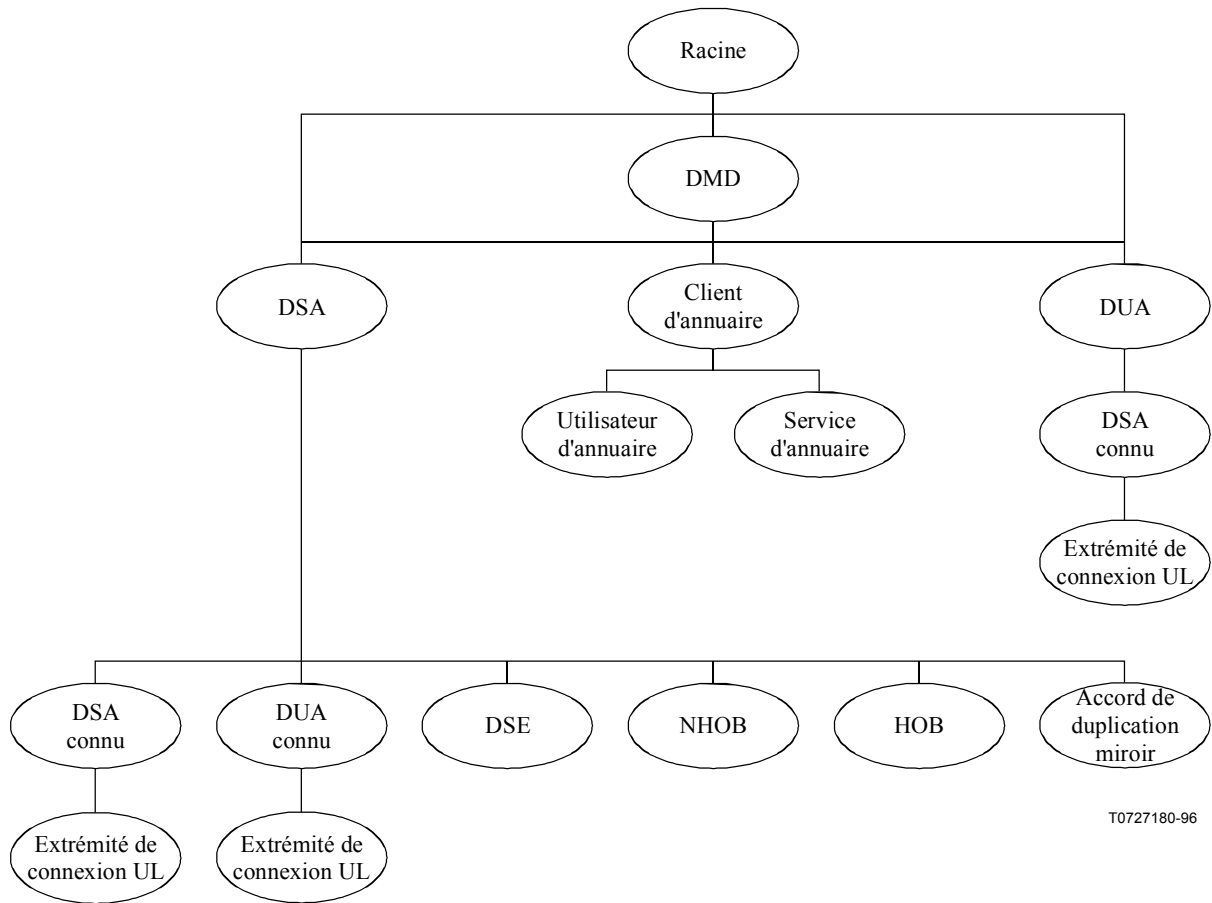 Racine
DMD
DSA
Client
d'annuaire
DUA
Utilisateur
d'annuaire
Service
d'annuaire
DSA
connu
Extrémité de
connexion UL
DSA
connu
DUA
connu
DSE
NHOB
HOB
Accord de
duplication
miroir
T0727180-96
Extrémité de
connexion UL
Extrémité de
connexion UL